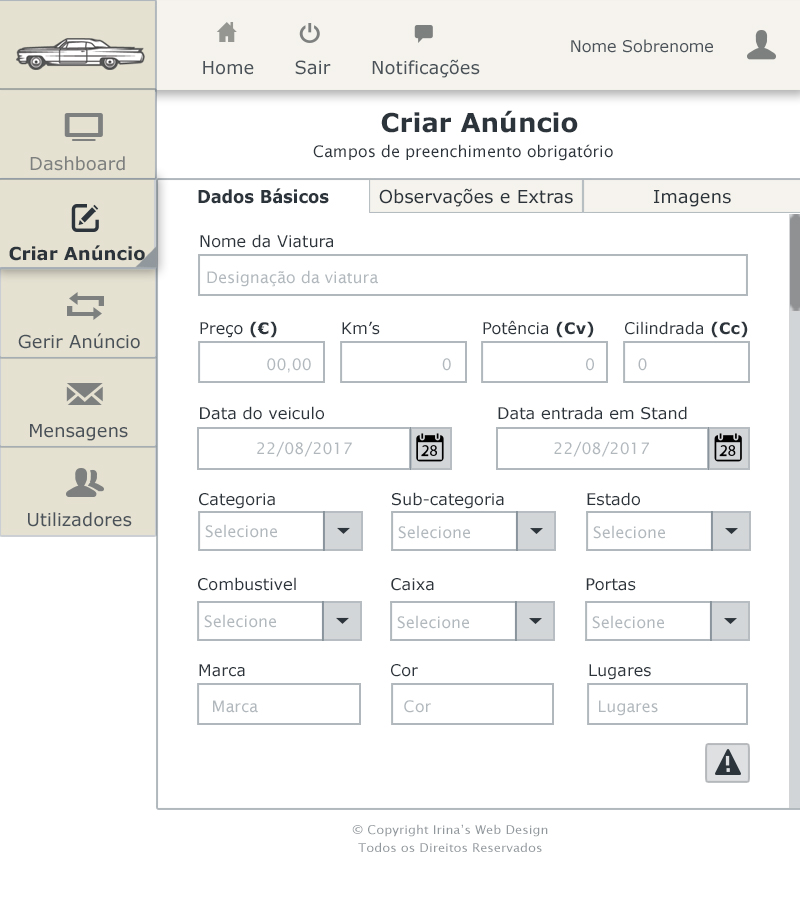 Home Sair Notificações Nome Sobrenome
Dashboard
Criar Anúncio
Gerir Anúncio
Mensagens
Utilizadores
Criar Anúncio
Campos de preenchimento obrigatório
Dados Básicos Observações e Extras Imagens
Nome da Viatura
Designação da viatura
Preço (€) Km’s Potência (Cv) Cilindrada (Cc)
00,00 0 0 0
Data do veiculo Data entrada em Stand
22/08/2017 28 22/08/2017 28
Categoria Sub-categoria Estado
Selecione Selecione Selecione
Combustivel Caixa Portas
Selecione Selecione Selecione
Marca Cor Lugares
Marca Cor Lugares
© Copyright Irina's Web Design
Todos os Direitos Reservados